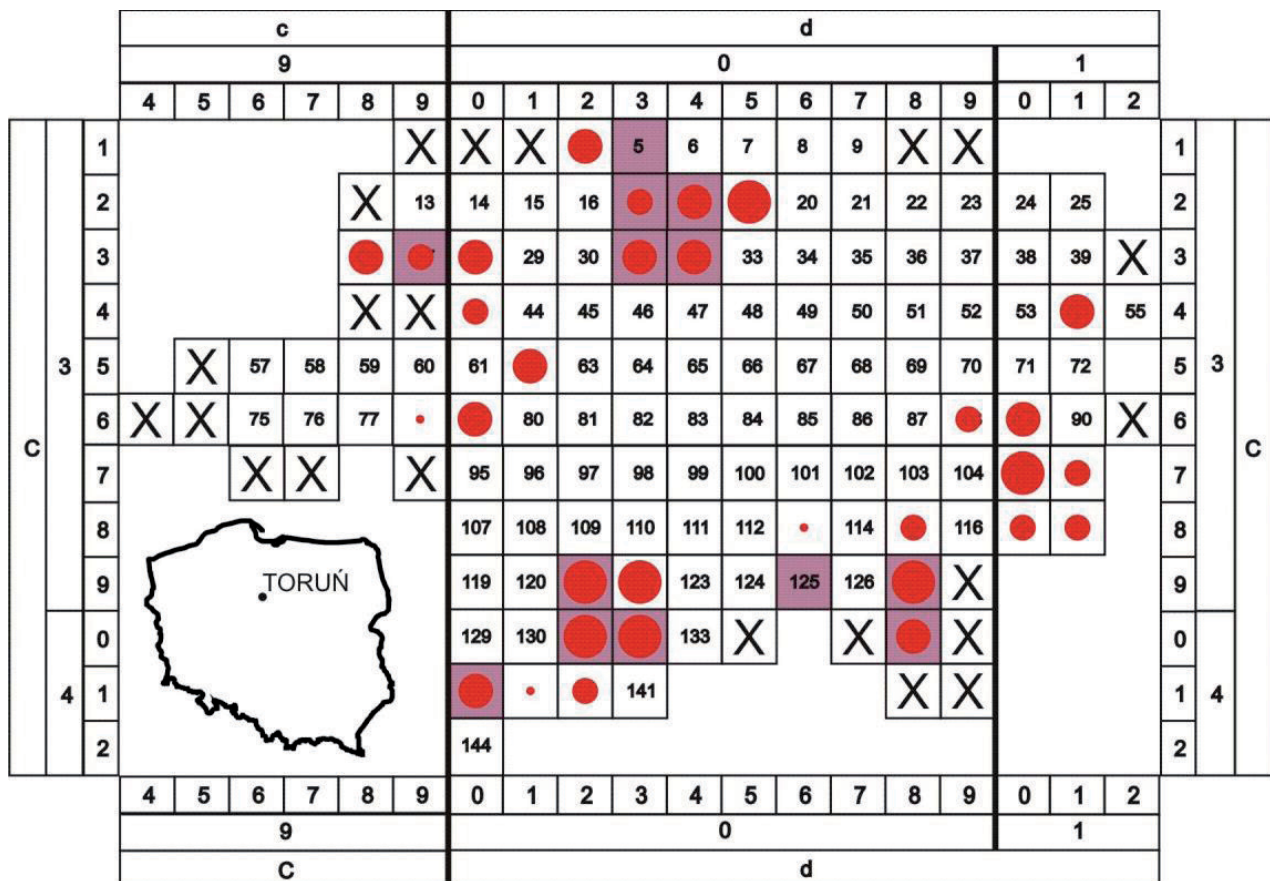 c d
9 0 1
4 5 6 7 8 9 0 1 2 3 4 5 6 7 8 9 0 1 2
1 X X X 5 6 7 8 9 X X 1
2 X 13 14 15 16 20 21 22 23 24 25 2
3 29 30 33 34 35 36 37 38 39 X 3
4 X X 44 45 46 47 48 49 50 51 52 53 55 4
3 5 X 57 58 59 60 61 63 64 65 66 67 68 69 70 71 72 5 3
6 X X 75 76 77 80 81 82 83 84 85 86 87 90 X 6
C 7 X X X 95 96 97 98 99 100 101 102 103 104 7 C
8 107 108 109 110 111 112 114 116 8
9 TORUŃ 119 120 123 124 125 126 X 9
0 129 130 133 X X X 0
4 1 141 X X 1 4
2 144 2
4 5 6 7 8 9 0 1 2 3 4 5 6 7 8 9 0 1 2
9 0 1
C d